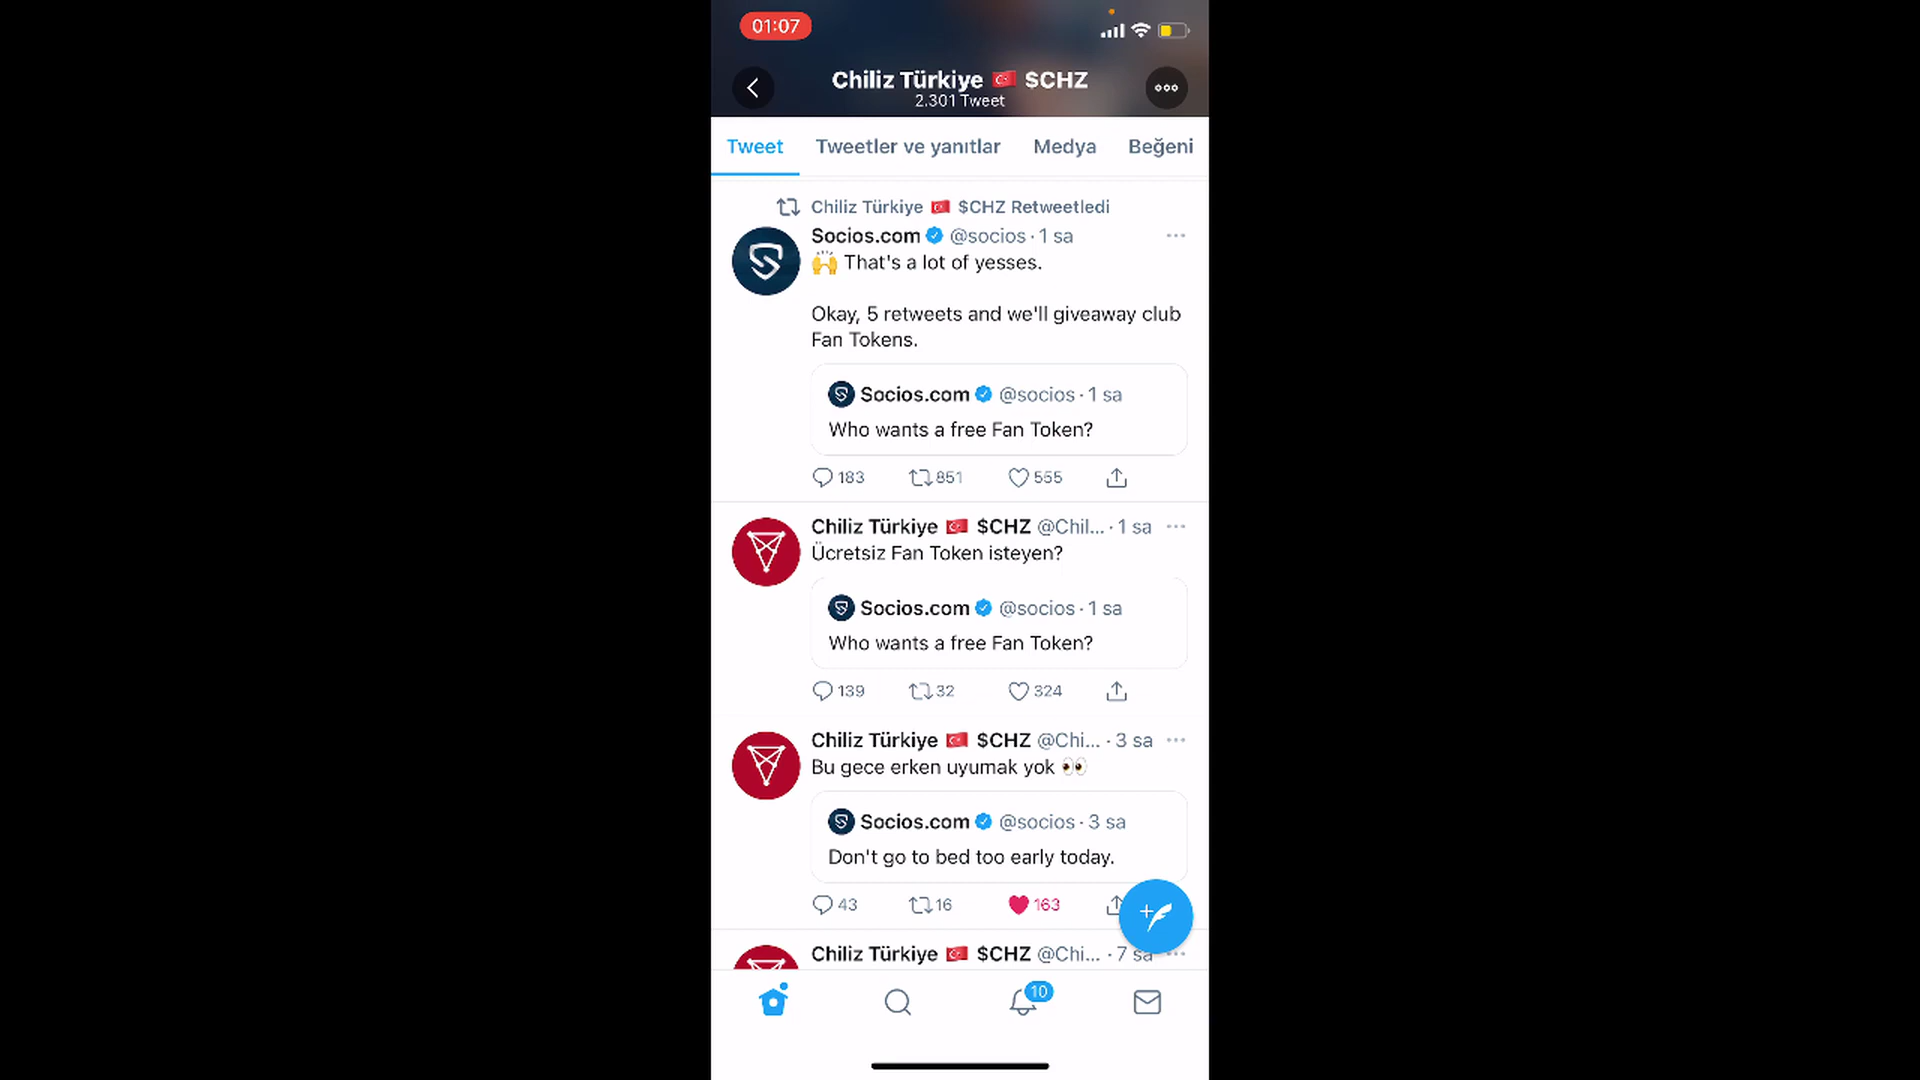 01:07
Chiliz Türkiye 🇹🇷 $CHZ
2.301 Tweet
Tweet Tweetler ve yanıtlar Medya Beğeni
Chiliz Türkiye 🇹🇷 $CHZ Retweetledi
Socios.com @socios · 1 sa
🙌 That's a lot of yesses.
Okay, 5 retweets and we'll giveaway club
Fan Tokens.
Socios.com @socios · 1 sa
Who wants a free Fan Token?
183 851 555
Chiliz Türkiye 🇹🇷 $CHZ @Chil... · 1 sa
Ücretsiz Fan Token isteyen?
Socios.com @socios · 1 sa
Who wants a free Fan Token?
139 32 324
Chiliz Türkiye 🇹🇷 $CHZ @Chi... · 3 sa
Bu gece erken uyumak yok 👀
Socios.com @socios · 3 sa
Don't go to bed too early today.
43 16 163
Chiliz Türkiye 🇹🇷 $CHZ @Chi... · 7 sa
10